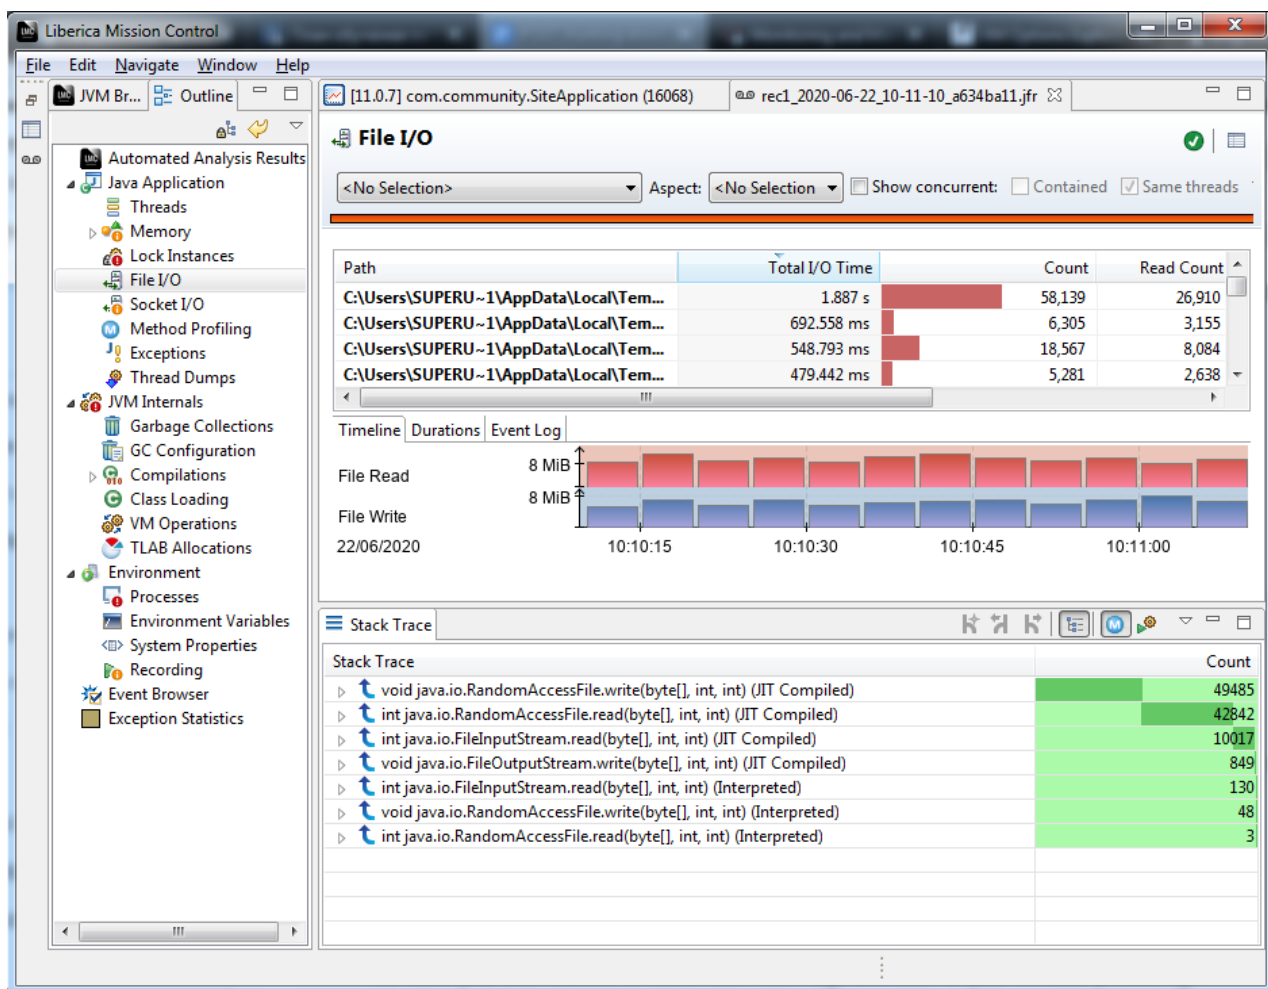 Liberica Mission Control
File Edit Navigate Window Help
JVM Br... Outline
[11.0.7] com.community.SiteApplication (16068) rec1_2020-06-22_10-11-10_a634ba11.jfr
Automated Analysis Results
Java Application
Threads
Memory
Lock Instances
File I/O
Socket I/O
Method Profiling
Exceptions
Thread Dumps
JVM Internals
Garbage Collections
GC Configuration
Compilations
Class Loading
VM Operations
TLAB Allocations
Environment
Processes
Environment Variables
System Properties
Recording
Event Browser
Exception Statistics
File I/O
<No Selection> Aspect: <No Selection Show concurrent: Contained Same threads
Path Total I/O Time Count Read Count
C:\Users\SUPERU~1\AppData\Local\Tem... 1.887 s 58,139 26,910
C:\Users\SUPERU~1\AppData\Local\Tem... 692.558 ms 6,305 3,155
C:\Users\SUPERU~1\AppData\Local\Tem... 548.793 ms 18,567 8,084
C:\Users\SUPERU~1\AppData\Local\Tem... 479.442 ms 5,281 2,638
Timeline Durations Event Log
8 MiB
File Read
8 MiB
File Write
22/06/2020 10:10:15 10:10:30 10:10:45 10:11:00
Stack Trace
Stack Trace Count
void java.io.RandomAccessFile.write(byte[], int, int) (JIT Compiled) 49485
int java.io.RandomAccessFile.read(byte[], int, int) (JIT Compiled) 42842
int java.io.FileInputStream.read(byte[], int, int) (JIT Compiled) 10017
void java.io.FileOutputStream.write(byte[], int, int) (JIT Compiled) 849
int java.io.FileInputStream.read(byte[], int, int) (Interpreted) 130
void java.io.RandomAccessFile.write(byte[], int, int) (Interpreted) 48
int java.io.RandomAccessFile.read(byte[], int, int) (Interpreted) 3